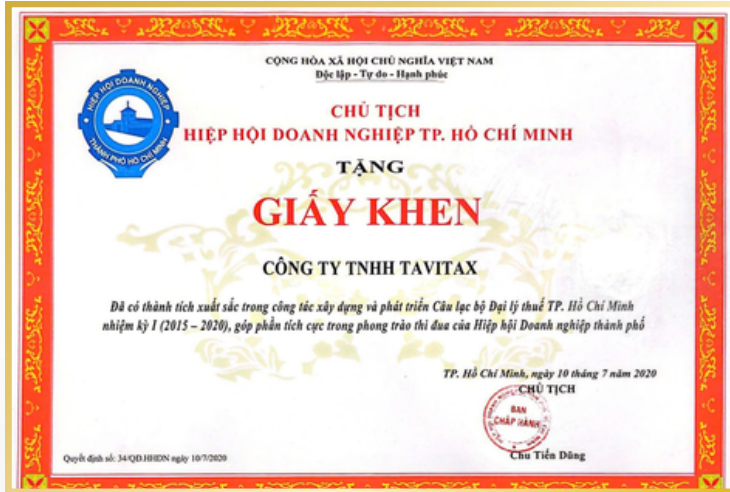 CỘNG HÒA XÃ HỘI CHỦ NGHĨA VIỆT NAM
Độc lập - Tự do - Hạnh phúc
HIỆP HỘI DOANH NGHIỆP
THÀNH PHỐ HỒ CHÍ MINH
CHỦ TỊCH
HIỆP HỘI DOANH NGHIỆP TP. HỒ CHÍ MINH
TẶNG
GIẤY KHEN
CÔNG TY TNHH TAVITAX
Đã có thành tích xuất sắc trong công tác xây dựng và phát triển Câu lạc bộ Đại lý thuế TP. Hồ Chí Minh
nhiệm kỳ I (2015 – 2020), góp phần tích cực trong phong trào thi đua của Hiệp hội Doanh nghiệp thành phố
TP. Hồ Chí Minh, ngày 10 tháng 7 năm 2020
CHỦ TỊCH
BAN
CHẤP HÀNH
Chu Tiến Dũng
Quyết định số: 34/QĐ.HHDN ngày 10/7/2020